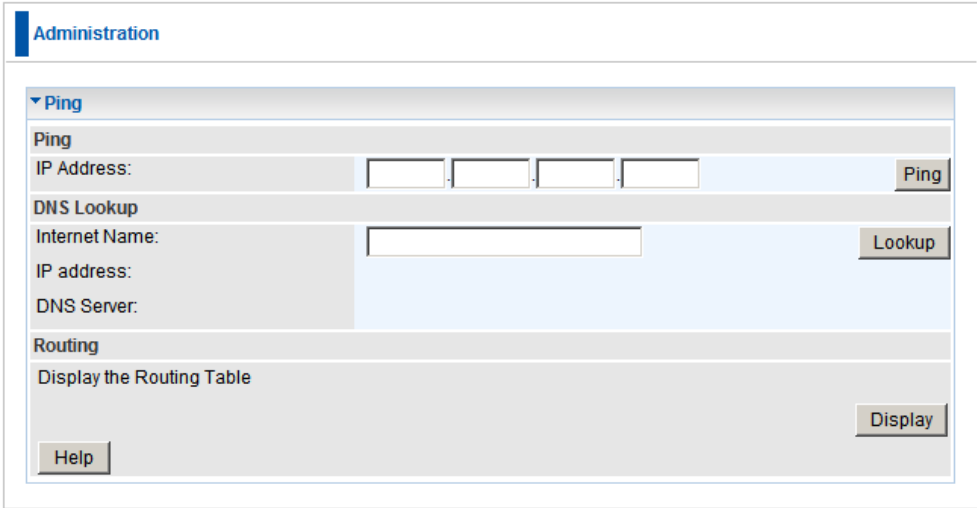 Administration
Ping
Ping
IP Address:
. . .
Ping
DNS Lookup
Internet Name:
Lookup
IP address:
DNS Server:
Routing
Display the Routing Table
Display
Help